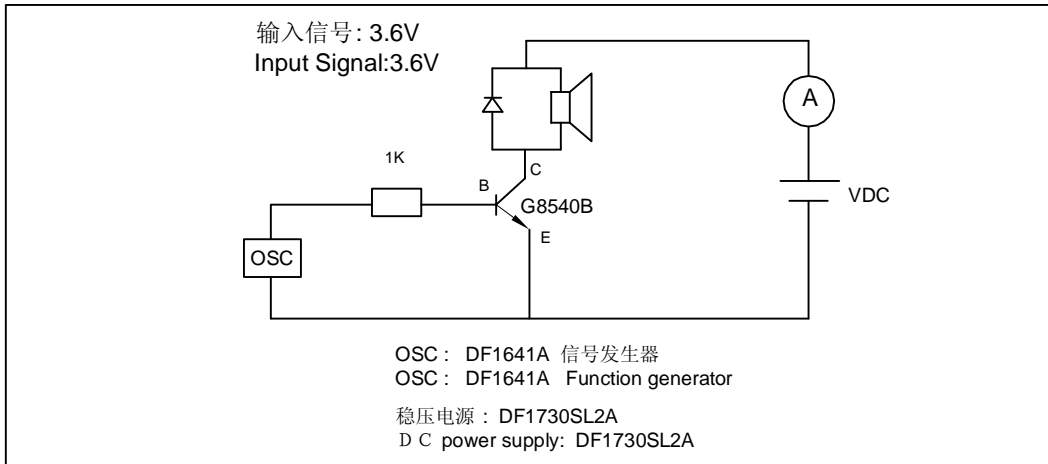 输入信号: 3.6V
Input Signal:3.6V
A
1K
C
B
G8540B
VDC
E
OSC
OSC : DF1641A 信号发生器
OSC : DF1641A Function generator
稳压电源 : DF1730SL2A
ＤＣ power supply: DF1730SL2A